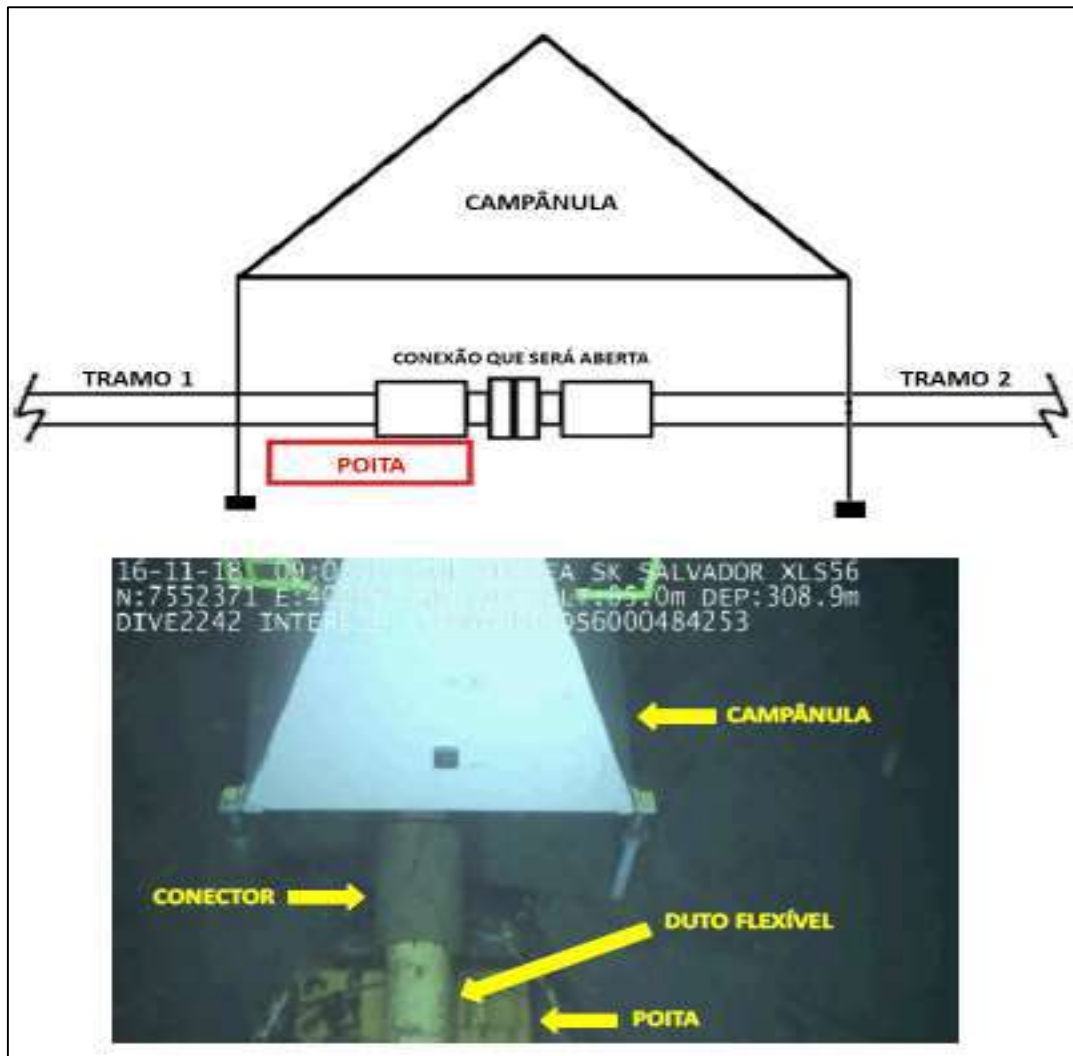 CAMPÂNULA
CONEXÃO QUE SERÁ ABERTA
TRAMO 1
TRAMO 2
POITA
16-11-18 SK SALVADOR XLS56
N:7552371 DEP:308.9m
DIVE2242
CAMPÂNULA
CONECTOR
DUTO FLEXÍVEL
POITA